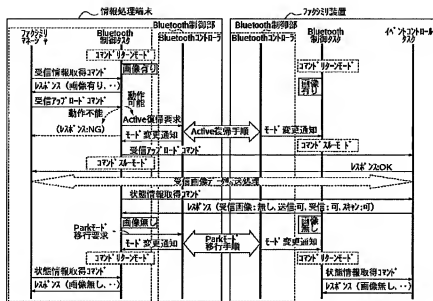 情報処理端末
ファクシミリ装置
Bluetooth制御部
Bluetooth制御部
ファクシミリ
マネージャ
Bluetooth
制御タスク
Bluetoothコントローラ
Bluetoothコントローラ
Bluetooth
制御タスク
イベントコントロール
タスク
コマンドリターンモード
コマンドリターンモード
画像有り
画像
有り
受信情報取得コマンド
レスポンス（画像有り、‥）
受信アップロードコマンド
動作
可能
動作不能
Active復帰要求
（レスポンス:NG）
モード変更通知
Active復帰手順
モード変更通知
受信アップロードコマンド
コマンドスルーモード
コマンドスルーモード
レスポンス:OK
受信画像データ転送処理
状態情報取得コマンド
レスポンス（受信画像：無し、送信:可、受信：可、スキャン:可）
画像無し
画像
無し
Parkモード
移行要求
モード変更通知
Parkモード
移行手順
モード変更通知
コマンドリターンモード
コマンドリターンモード
状態情報取得コマンド
レスポンス（画像無し、‥）
状態情報取得コマンド
レスポンス（画像無し、‥）